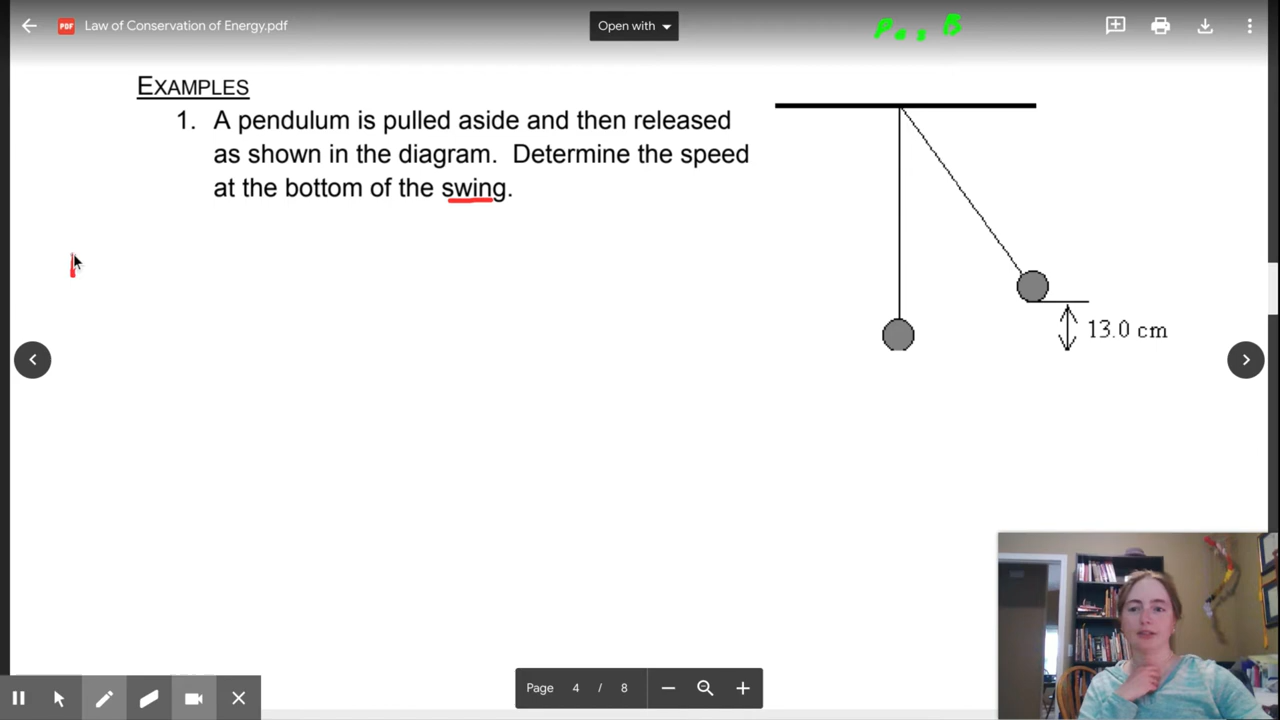 Law of Conservation of Energy.pdf
Open with
EXAMPLES
1. A pendulum is pulled aside and then released
as shown in the diagram. Determine the speed
at the bottom of the swing.
13.0 cm
Page 4 / 8